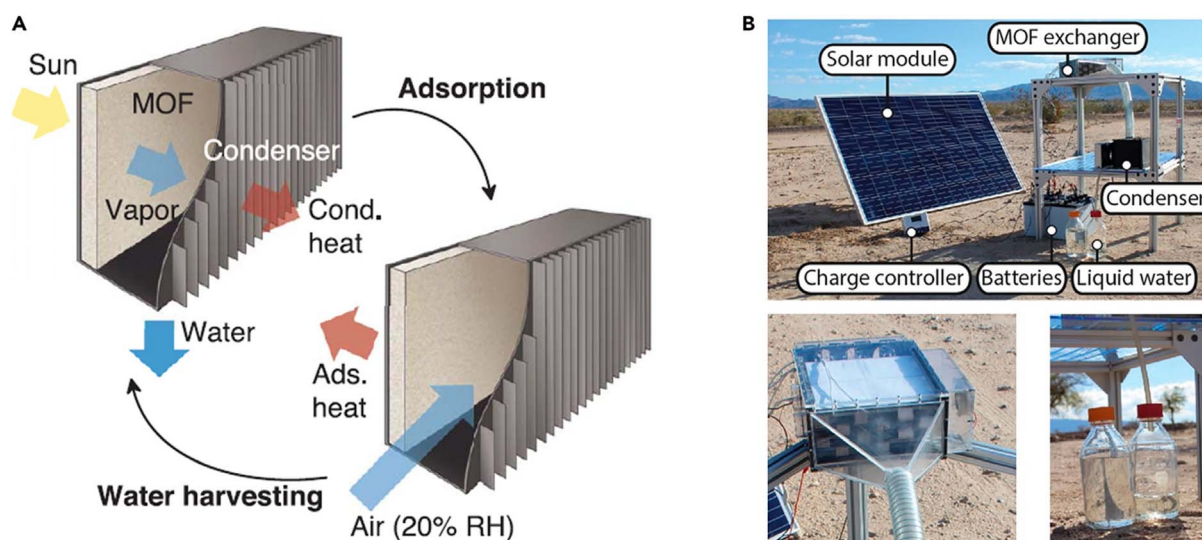 A
Sun
MOF
Vapor
Condenser
Cond.
heat
Water
Adsorption
Ads.
heat
Water harvesting
Air (20% RH)
B
MOF exchanger
Solar module
Condenser
Charge controller
Batteries
Liquid water